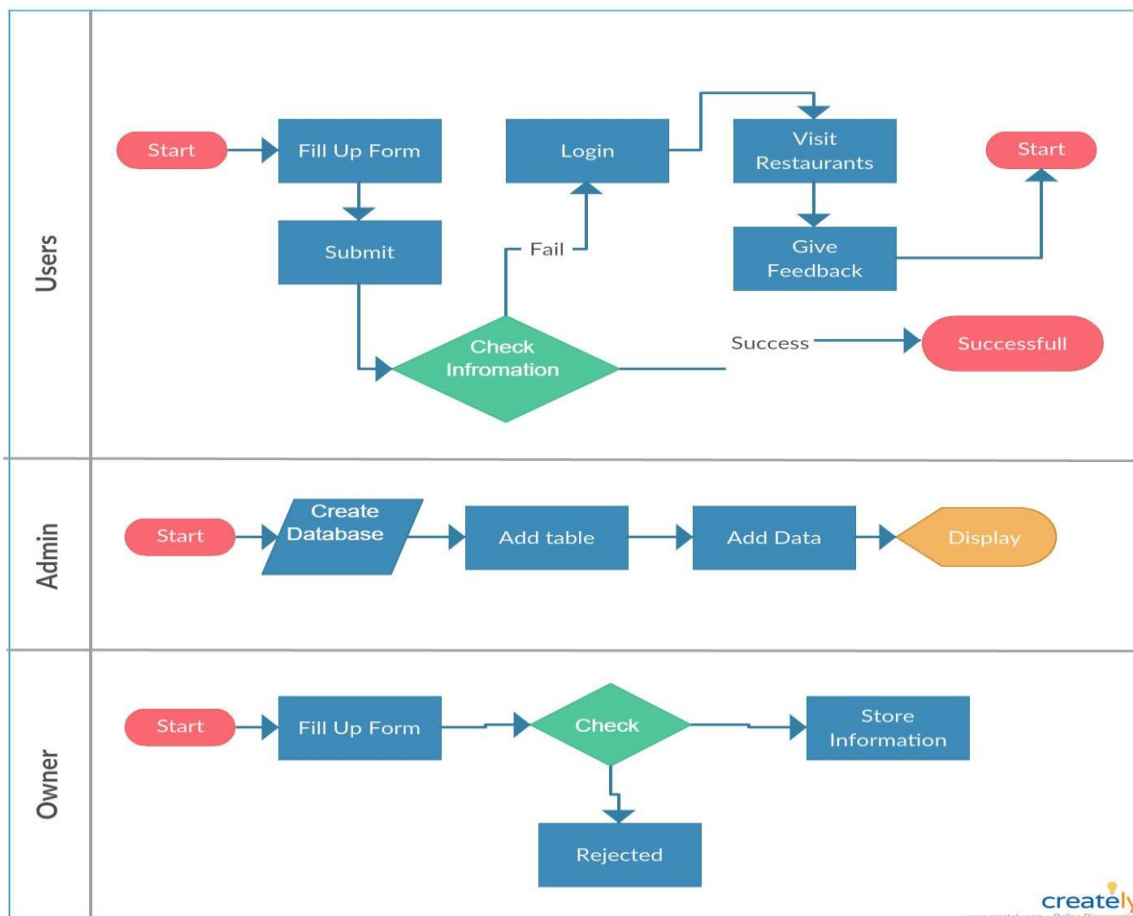 Users
Start
Fill Up Form
Submit
Check
Infromation
Fail
Login
Visit
Restaurants
Give
Feedback
Start
Success
Successfull
Admin
Start
Create
Database
Add table
Add Data
Display
Owner
Start
Fill Up Form
Check
Store
Information
Rejected
creately